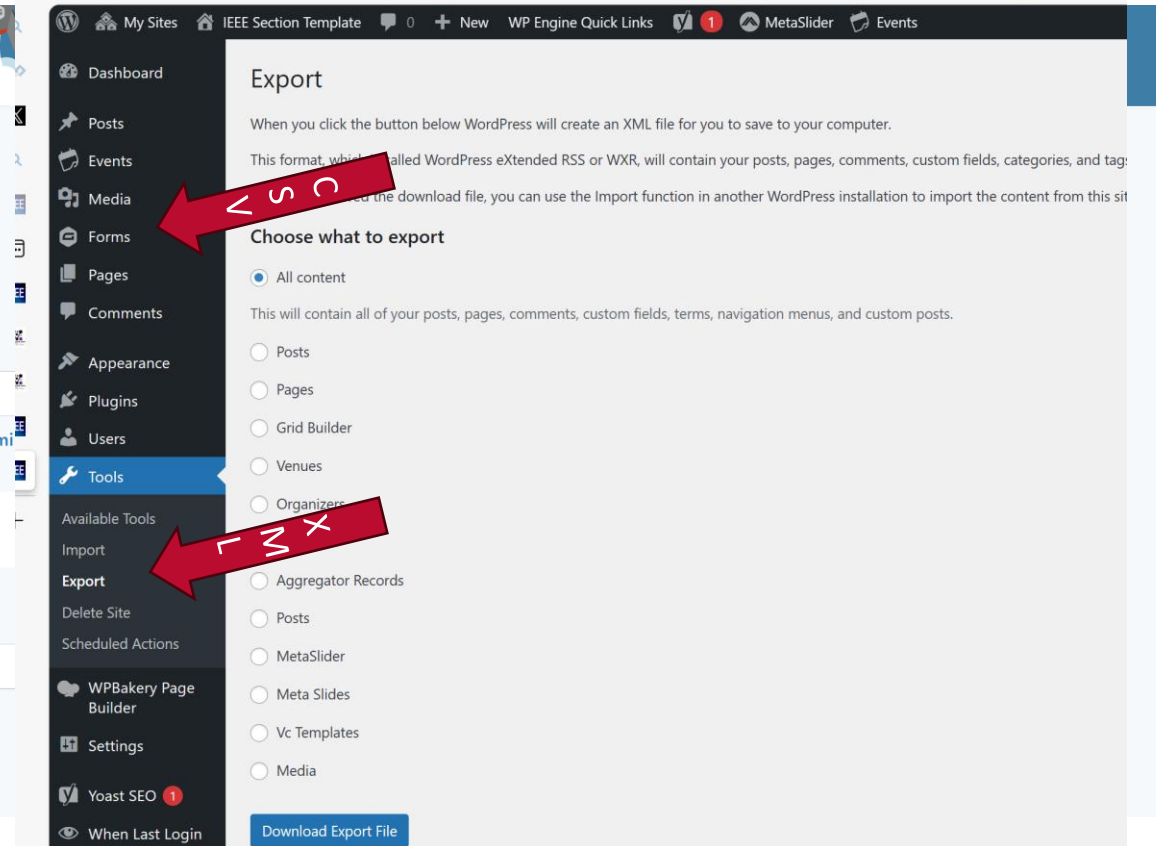 My Sites IEEE Section Template 0 + New WP Engine Quick Links 1 MetaSlider Events
Dashboard
Posts
Events
Media
Forms
Pages
Comments
Appearance
Plugins
Users
Tools
Available Tools
Import
Export
Delete Site
Scheduled Actions
WPBakery Page
Builder
Settings
Yoast SEO 1
When Last Login
Export
When you click the button below WordPress will create an XML file for you to save to your computer.
This format, which is called WordPress eXtended RSS or WXR, will contain your posts, pages, comments, custom fields, categories, and tags
the download file, you can use the Import function in another WordPress installation to import the content from this sit
CSV
Choose what to export
All content
This will contain all of your posts, pages, comments, custom fields, terms, navigation menus, and custom posts.
Posts
Pages
Grid Builder
Venues
Organizers
XML
Aggregator Records
Posts
MetaSlider
Meta Slides
Vc Templates
Media
Download Export File